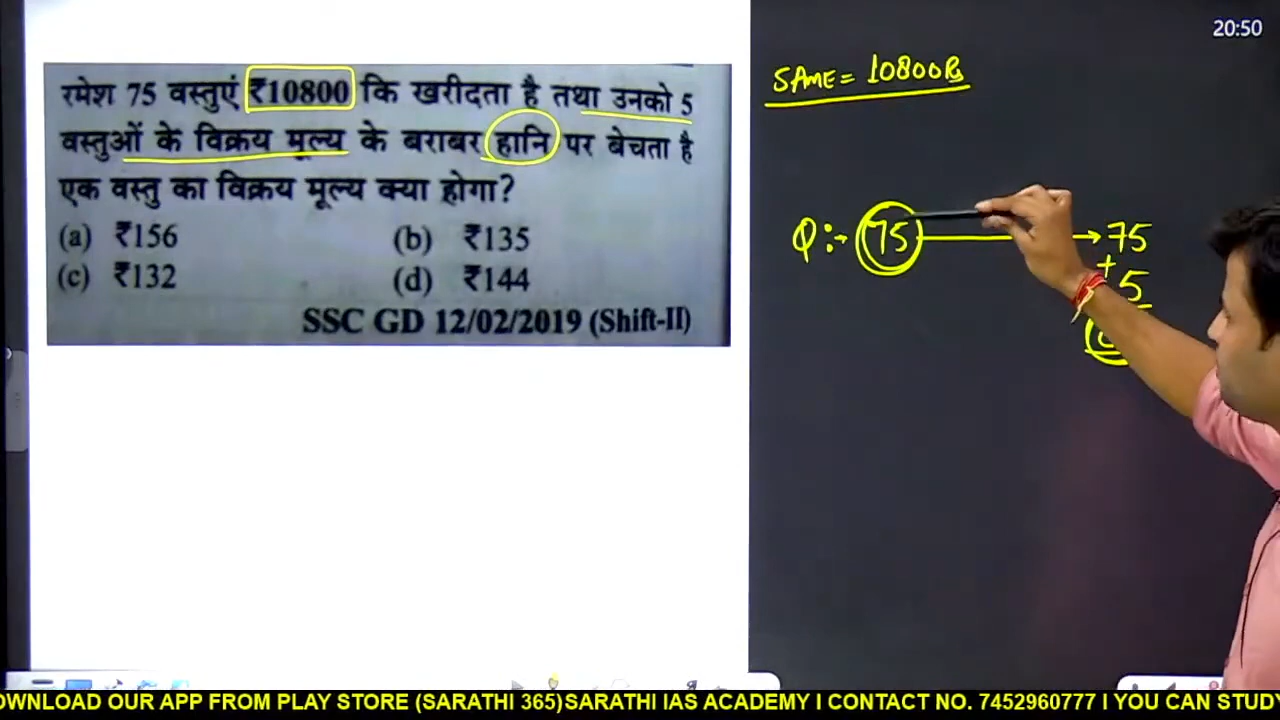 20:50
रमेश 75 वस्तुएं ₹10800 कि खरीदता है तथा उनको 5
वस्तुओं के विक्रय मूल्य के बराबर हानि पर बेचता है
एक वस्तु का विक्रय मूल्य क्या होगा?
(a) ₹156 (b) ₹135
(c) ₹132 (d) ₹144
SSC GD 12/02/2019 (Shift-II)
SAME = 10800Rs
Q:→ 75 → 75
+ 5
OWNLOAD OUR APP FROM PLAY STORE (SARATHI 365)SARATHI IAS ACADEMY I CONTACT NO. 7452960777 I YOU CAN STUDY